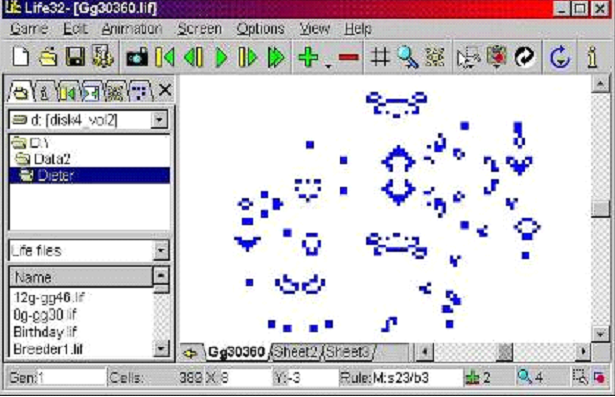 Life32- [Gg30360.lif]
Game Edit Animation Screen Options View Help
d: [disk4_vol2]
D:\
Data2
Dieter
Life files
Name
12g-gg46.lif
0g-gg30.lif
Birthday.lif
Breeder1.lif
Gg30360 Sheet2 Sheet3
Gen:1 Cells: 389 X:8 Y:-3 Rule:M:s23/b3 2 4